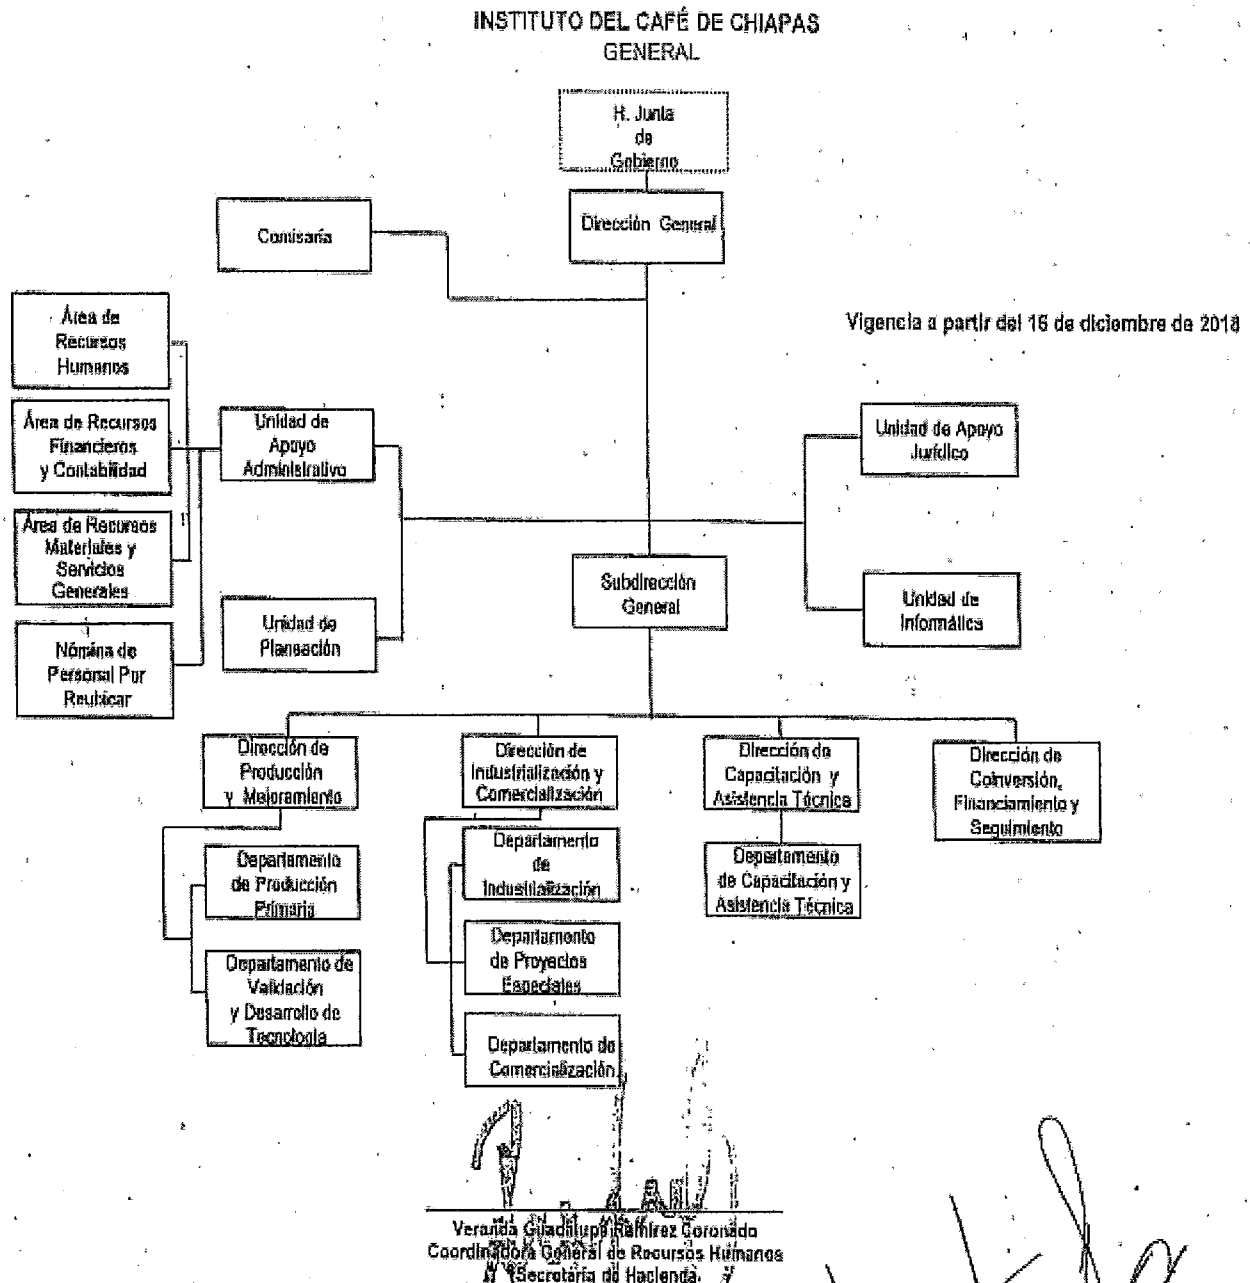 INSTITUTO DEL CAFÉ DE CHIAPAS
GENERAL
H. Junta
de
Gobierno
Dirección General
Comisaría
Vigencia a partir del 16 de diciembre de 2018
Área de
Recursos
Humanos
Área de Recursos
Financieros
y Contabilidad
Área de Recursos
Materiales y
Servicios
Generales
Nómina de
Personal Por
Reubicar
Unidad de
Apoyo
Administrativo
Unidad de
Planeación
Unidad de Apoyo
Jurídico
Unidad de
Informática
Subdirección
General
Dirección de
Producción
y Mejoramiento
Departamento
de Producción
Primaria
Departamento de
Validación
y Desarrollo de
Tecnología
Dirección de
Industrialización y
Comercialización
Departamento
de
Industrialización
Departamento
de Proyectos
Especiales
Departamento de
Comercialización
Dirección de
Capacitación y
Asistencia Técnica
Departamento
de Capacitación y
Asistencia Técnica
Dirección de
Coinversión,
Financiamiento y
Seguimiento
Veranda Guadalupe Ramírez Coronado
Coordinadora General de Recursos Humanos
Secretaría de Hacienda